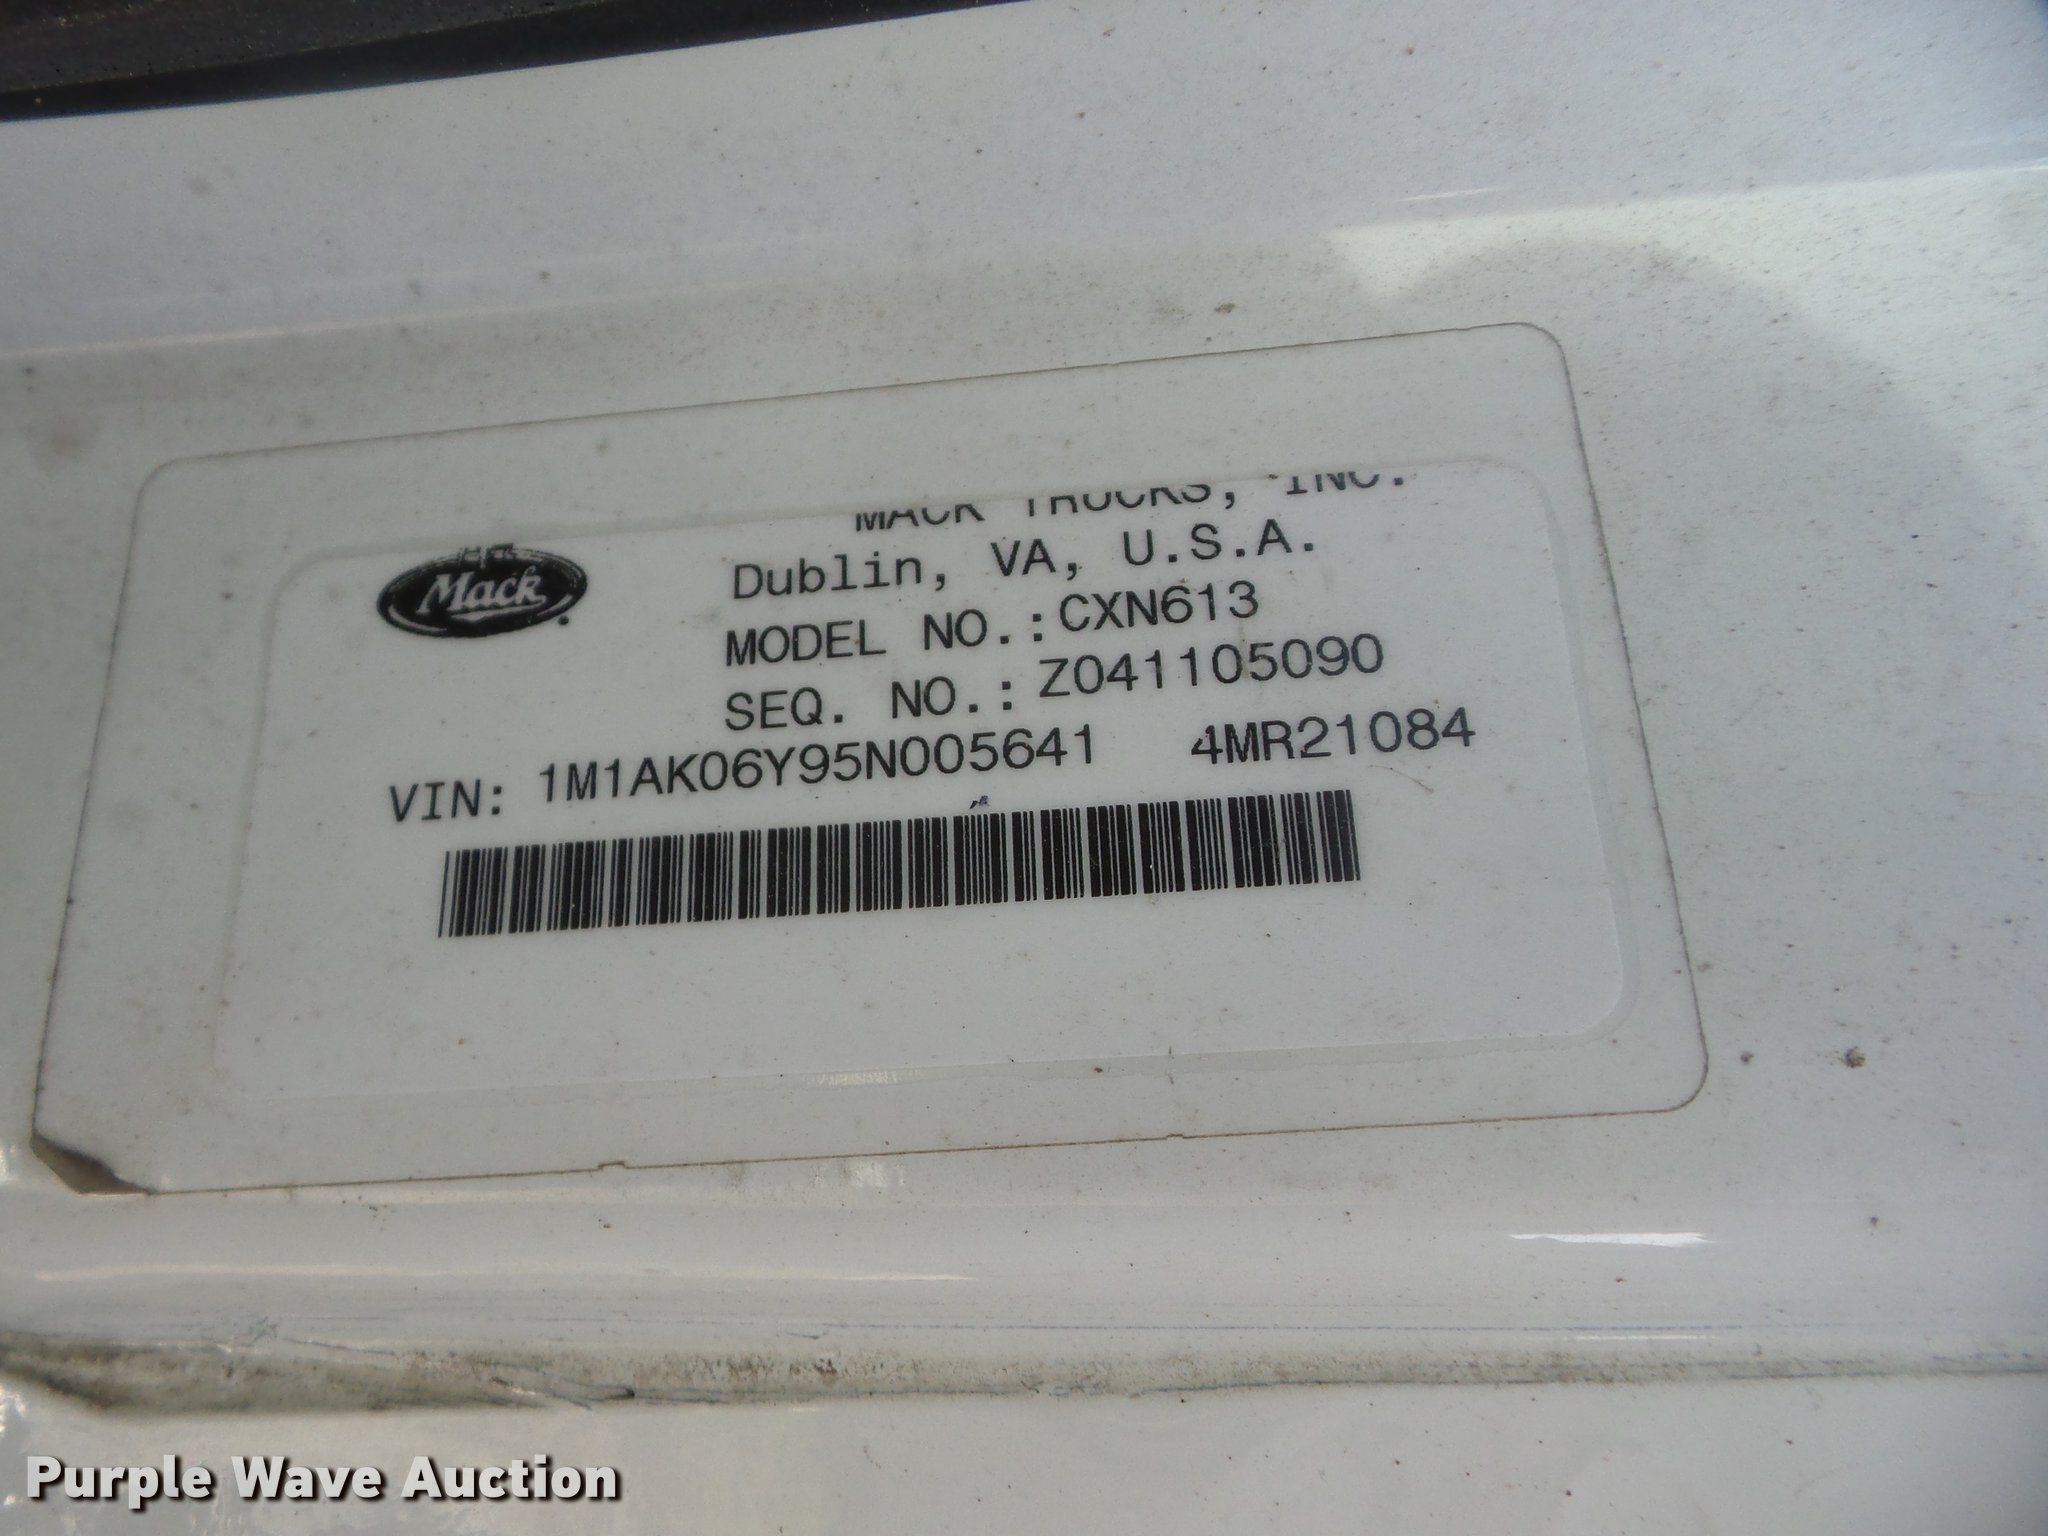 MACK TRUCKS, INC.
Mack
Dublin, VA, U.S.A.
MODEL NO.:CXN613
SEQ. NO.: Z041105090
VIN: 1M1AK06Y95N005641 4MR21084
Purple Wave Auction